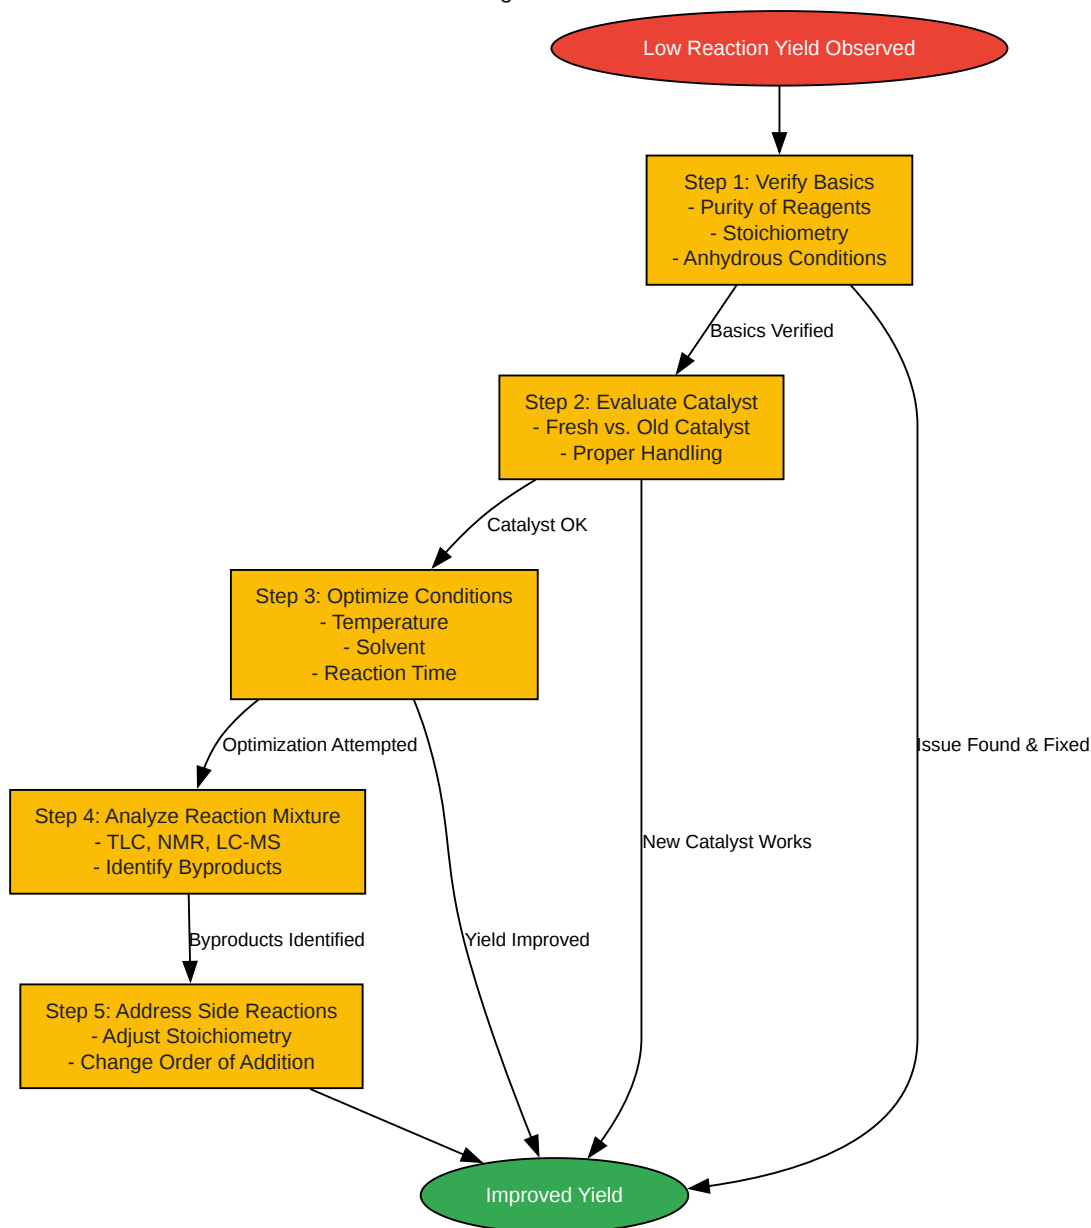 Low Reaction Yield Observed
Step 1: Verify Basics
- Purity of Reagents
- Stoichiometry
- Anhydrous Conditions
Basics Verified
Step 2: Evaluate Catalyst
- Fresh vs. Old Catalyst
- Proper Handling
Catalyst OK
Step 3: Optimize Conditions
- Temperature
- Solvent
- Reaction Time
Optimization Attempted
Issue Found & Fixed
Step 4: Analyze Reaction Mixture
- TLC, NMR, LC-MS
- Identify Byproducts
New Catalyst Works
Byproducts Identified
Yield Improved
Step 5: Address Side Reactions
- Adjust Stoichiometry
- Change Order of Addition
Improved Yield